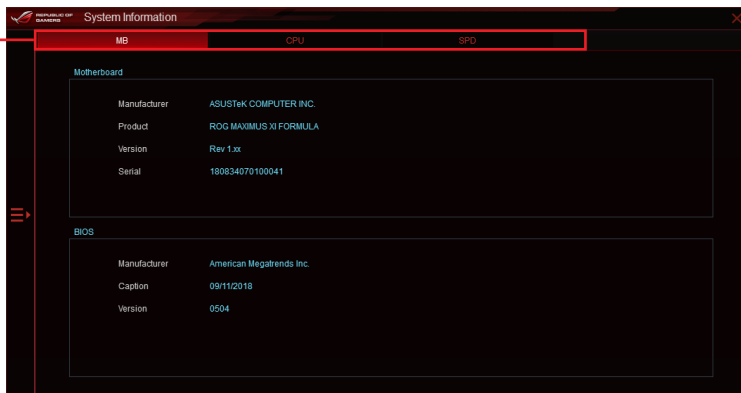 REPUBLIC OF
GAMERS
System Information
MB CPU SPD
Motherboard
Manufacturer ASUSTeK COMPUTER INC.
Product ROG MAXIMUS XI FORMULA
Version Rev 1.xx
Serial 180834070100041
BIOS
Manufacturer American Megatrends Inc.
Caption 09/11/2018
Version 0504